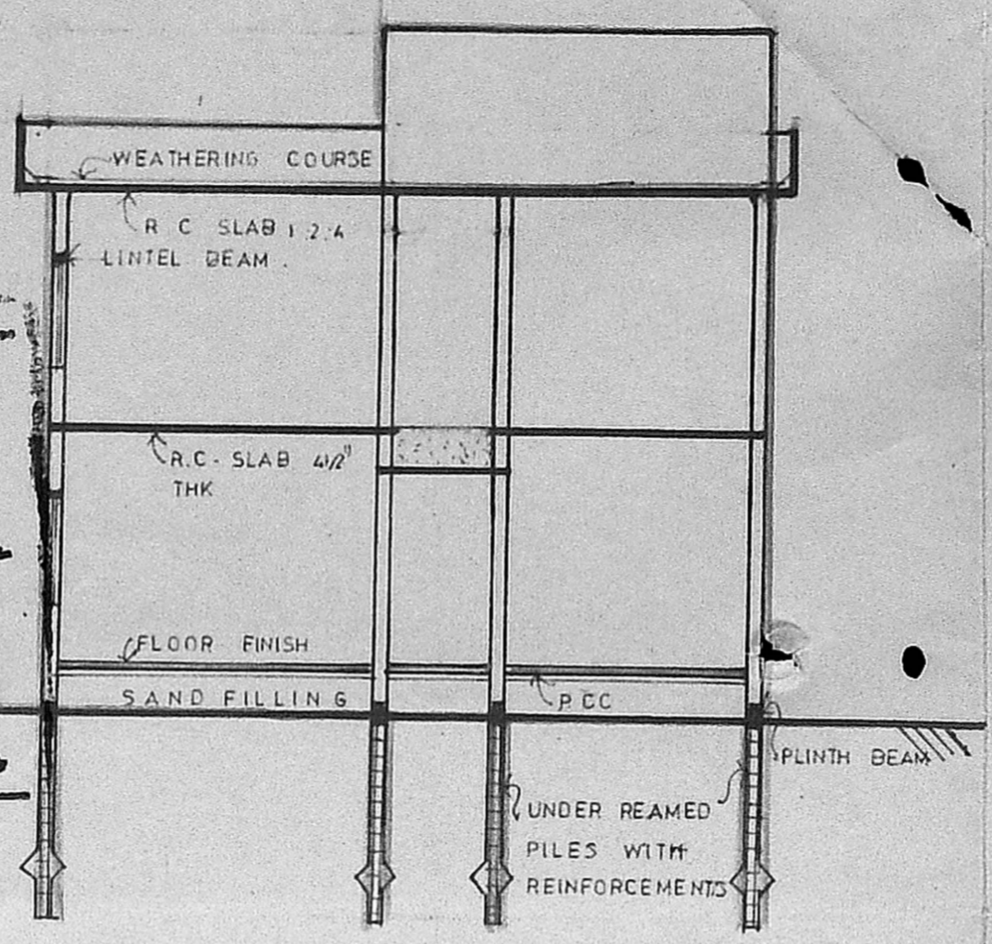 WEATHERING COURSE
R C SLAB 1:2:4
LINTEL BEAM.
R.C. SLAB 4 1/2"
THK
FLOOR FINISH
SAND FILLING
P.CC
PLINTH BEAM
UNDER REAMED
PILES WITH
REINFORCEMENTS